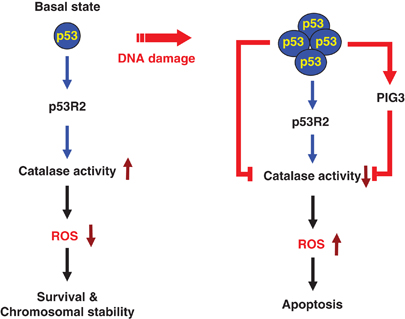 Basal state
p53
DNA damage
p53R2
Catalase activity
ROS
Survival &
Chromosomal stability
p53
p53 p53
p53
PIG3
p53R2
Catalase activity
ROS
Apoptosis